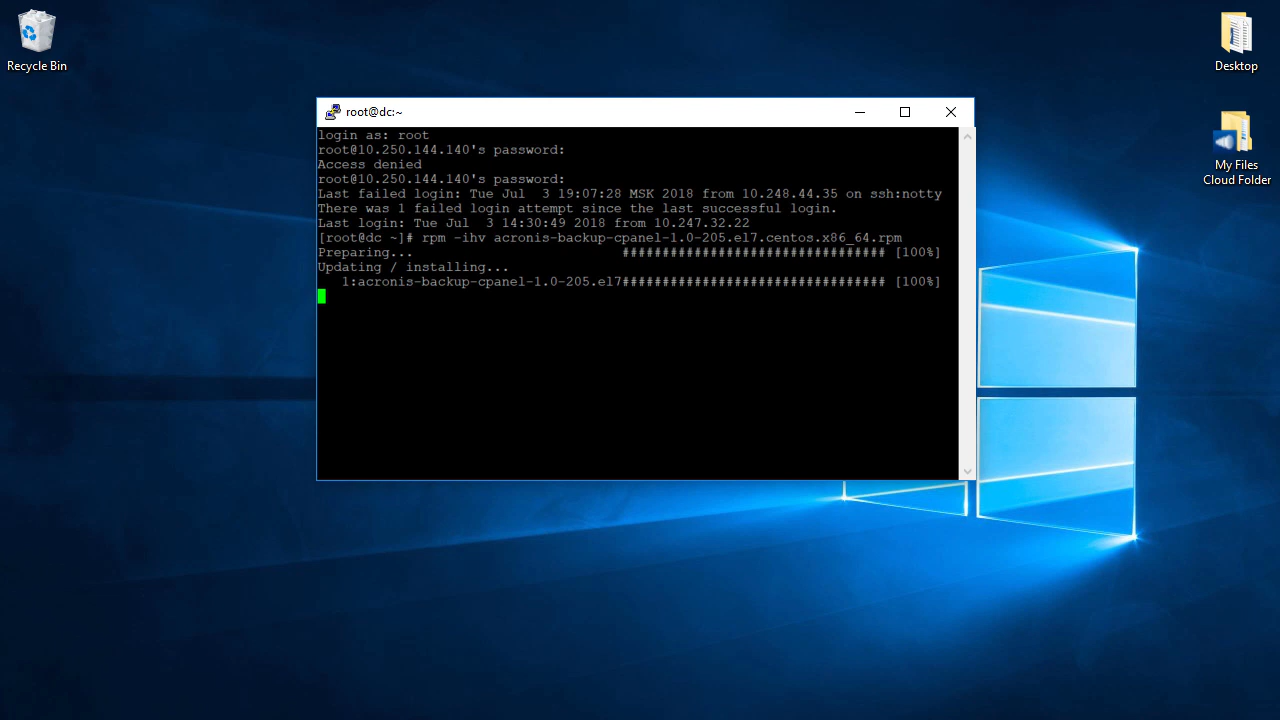 Recycle Bin
Desktop
My Files
Cloud Folder
root@dc:~
login as: root
root@10.250.144.140's password:
Access denied
root@10.250.144.140's password:
Last failed login: Tue Jul  3 19:07:28 MSK 2018 from 10.248.44.35 on ssh:notty
There was 1 failed login attempt since the last successful login.
Last login: Tue Jul  3 14:30:49 2018 from 10.247.32.22
[root@dc ~]# rpm -ihv acronis-backup-cpanel-1.0-205.el7.centos.x86_64.rpm
Preparing...                          ################################# [100%]
Updating / installing...
   1:acronis-backup-cpanel-1.0-205.el7################################# [100%]